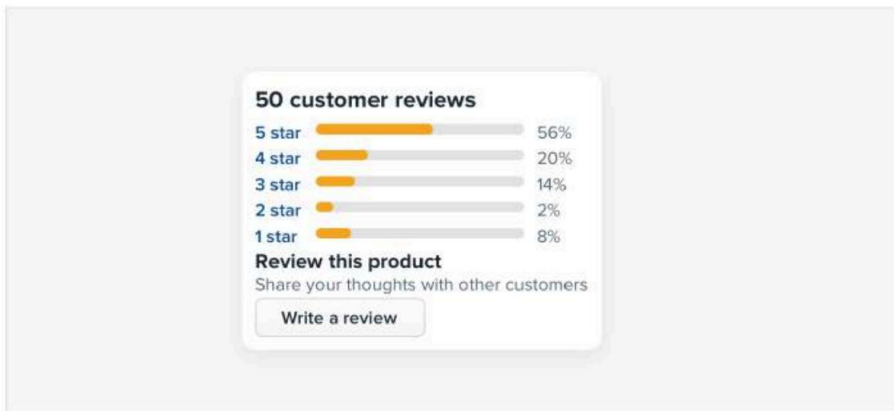 50 customer reviews
5 star 56%
4 star 20%
3 star 14%
2 star 2%
1 star 8%
Review this product
Share your thoughts with other customers
Write a review